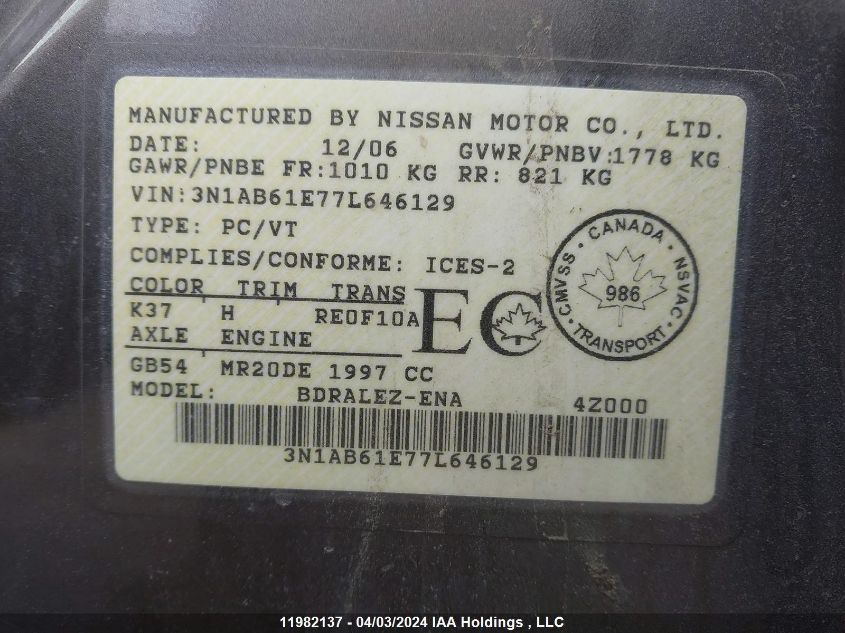 MANUFACTURED BY NISSAN MOTOR CO., LTD.
DATE: 12/06 GVWR/PNBV:1778 KG
GAWR/PNBE FR:1010 KG RR: 821 KG
VIN:3N1AB61E77L646129
TYPE: PC/VT
COMPLIES/CONFORME: ICES-2
COLOR TRIM TRANS
K37 H RE0F10A
AXLE ENGINE
GB54 MR20DE 1997 CC
MODEL: BDRALEZ-ENA 4Z000
3N1AB61E77L646129
EC
CANADA
CMVSS · NSVAC
986
TRANSPORT
11982137 - 04/03/2024 IAA Holdings , LLC